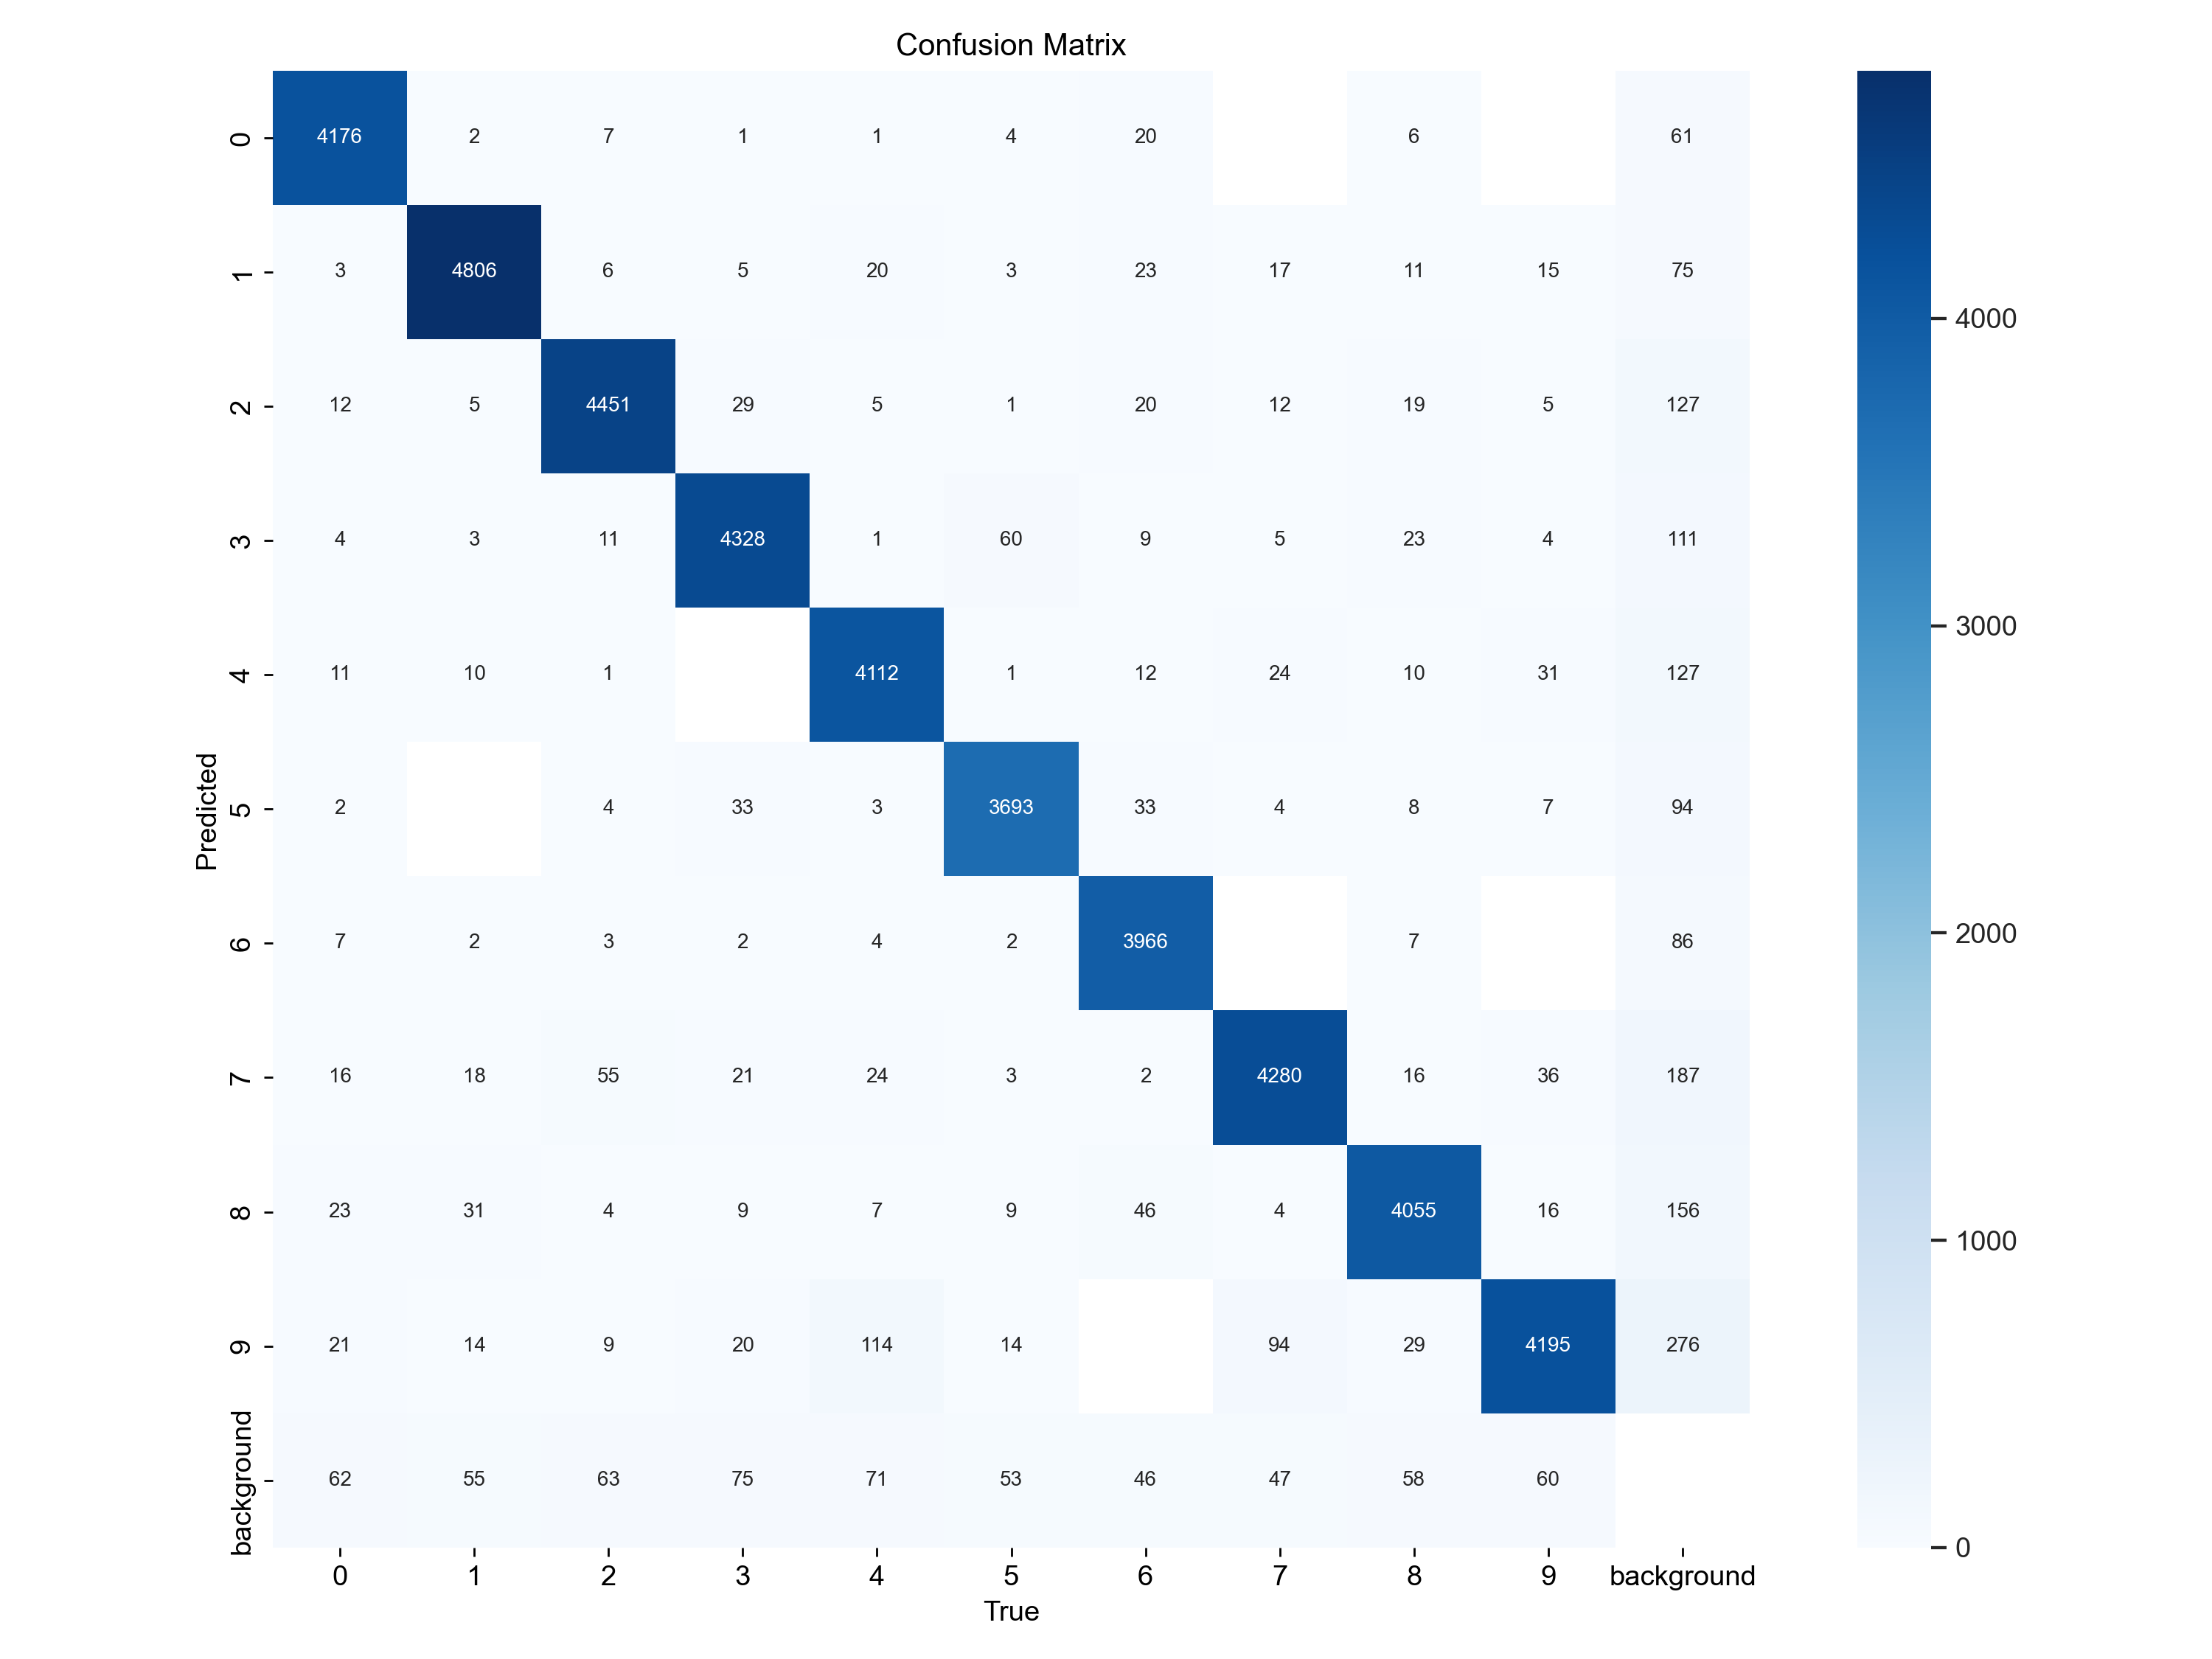 Confusion Matrix
0 4176 2 7 1 1 4 20 6 61
1 3 4806 6 5 20 3 23 17 11 15 75
2 12 5 4451 29 5 1 20 12 19 5 127
3 4 3 11 4328 1 60 9 5 23 4 111
4 11 10 1 4112 1 12 24 10 31 127
5 2 4 33 3 3693 33 4 8 7 94
6 7 2 3 2 4 2 3966 7 86
7 16 18 55 21 24 3 2 4280 16 36 187
8 23 31 4 9 7 9 46 4 4055 16 156
9 21 14 9 20 114 14 94 29 4195 276
background 62 55 63 75 71 53 46 47 58 60
0 1 2 3 4 5 6 7 8 9 background
True
Predicted
4000
3000
2000
1000
0